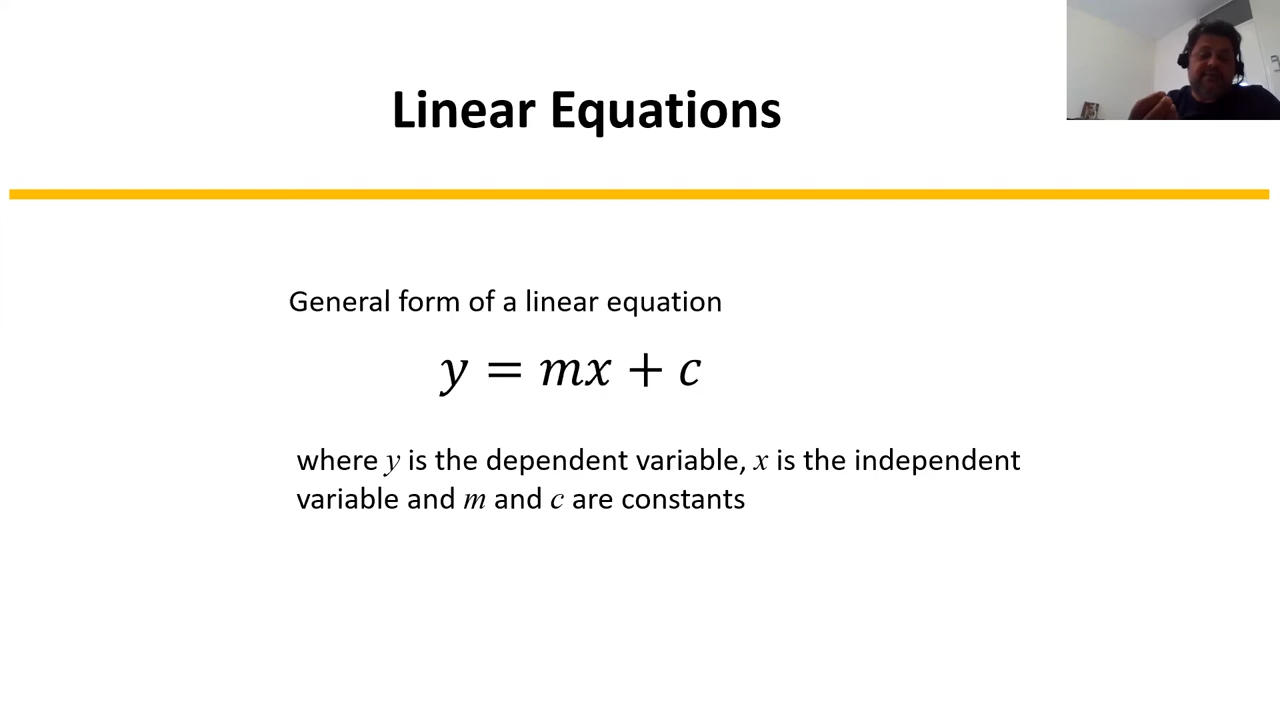 Linear Equations
General form of a linear equation
y = mx + c
where y is the dependent variable, x is the independent
variable and m and c are constants